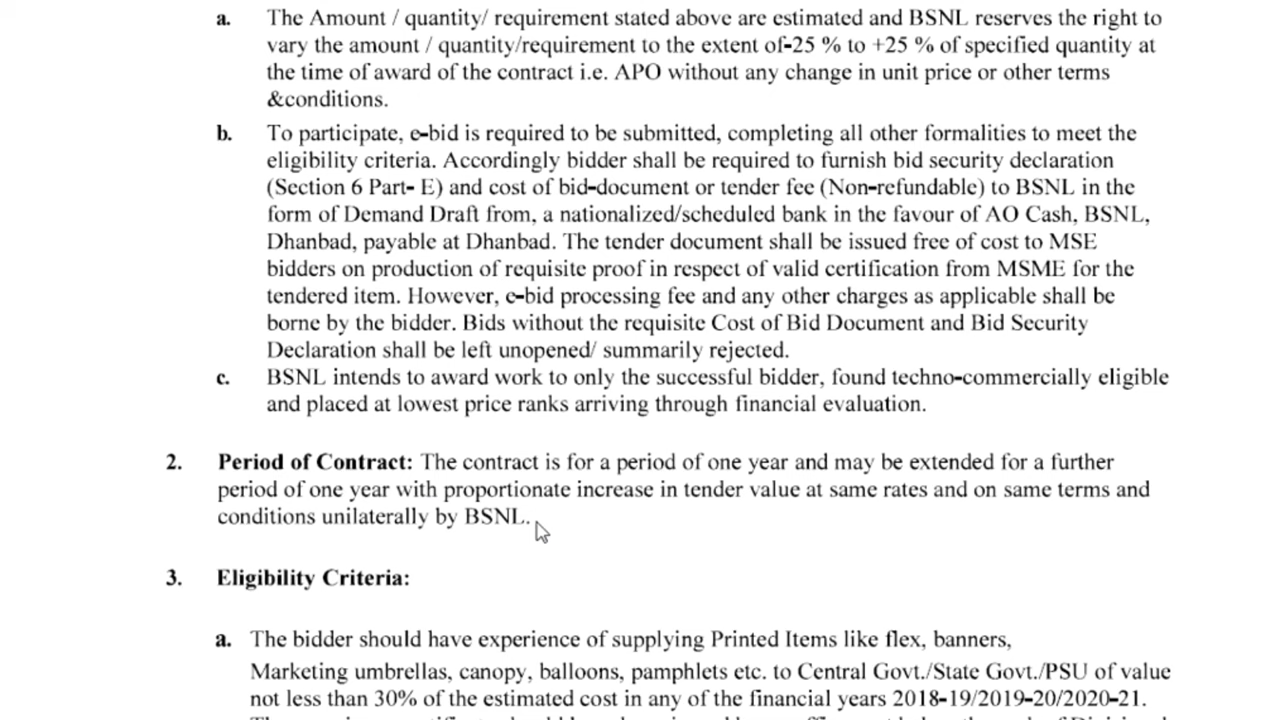 a. The Amount / quantity/ requirement stated above are estimated and BSNL reserves the right to
vary the amount / quantity/requirement to the extent of-25 % to +25 % of specified quantity at
the time of award of the contract i.e. APO without any change in unit price or other terms
&conditions.
b. To participate, e-bid is required to be submitted, completing all other formalities to meet the
eligibility criteria. Accordingly bidder shall be required to furnish bid security declaration
(Section 6 Part- E) and cost of bid-document or tender fee (Non-refundable) to BSNL in the
form of Demand Draft from, a nationalized/scheduled bank in the favour of AO Cash, BSNL,
Dhanbad, payable at Dhanbad. The tender document shall be issued free of cost to MSE
bidders on production of requisite proof in respect of valid certification from MSME for the
tendered item. However, e-bid processing fee and any other charges as applicable shall be
borne by the bidder. Bids without the requisite Cost of Bid Document and Bid Security
Declaration shall be left unopened/ summarily rejected.
c. BSNL intends to award work to only the successful bidder, found techno-commercially eligible
and placed at lowest price ranks arriving through financial evaluation.
2. Period of Contract: The contract is for a period of one year and may be extended for a further
period of one year with proportionate increase in tender value at same rates and on same terms and
conditions unilaterally by BSNL.
3. Eligibility Criteria:
a. The bidder should have experience of supplying Printed Items like flex, banners,
Marketing umbrellas, canopy, balloons, pamphlets etc. to Central Govt./State Govt./PSU of value
not less than 30% of the estimated cost in any of the financial years 2018-19/2019-20/2020-21.